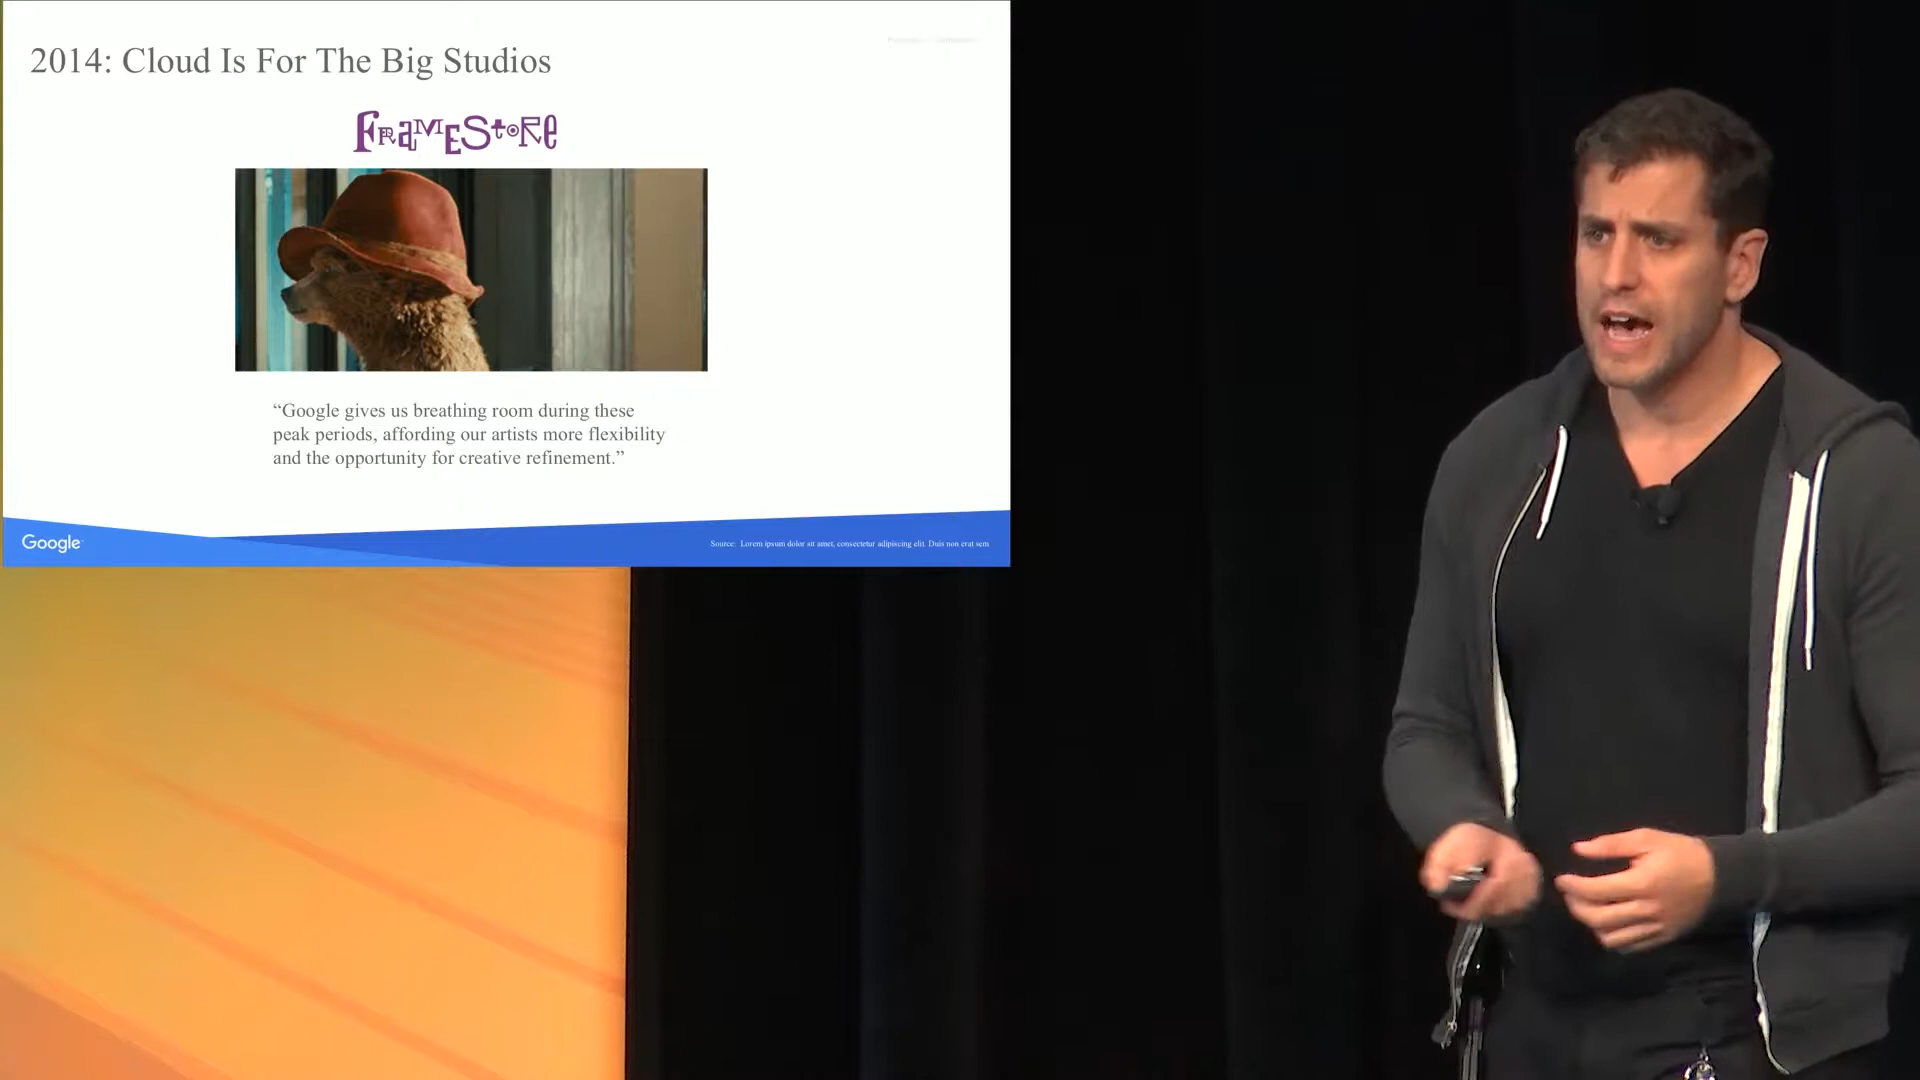 2014: Cloud Is For The Big Studios
FRAMESTORE
“Google gives us breathing room during these
peak periods, affording our artists more flexibility
and the opportunity for creative refinement.”
Google
Source: Lorem ipsum dolor sit amet, consectetur adipiscing elit. Duis non erat sem.